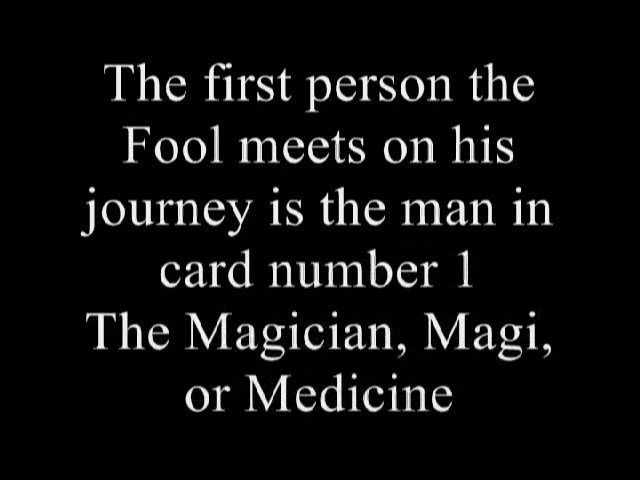 The first person the
Fool meets on his
journey is the man in
card number 1
The Magician, Magi,
or Medicine